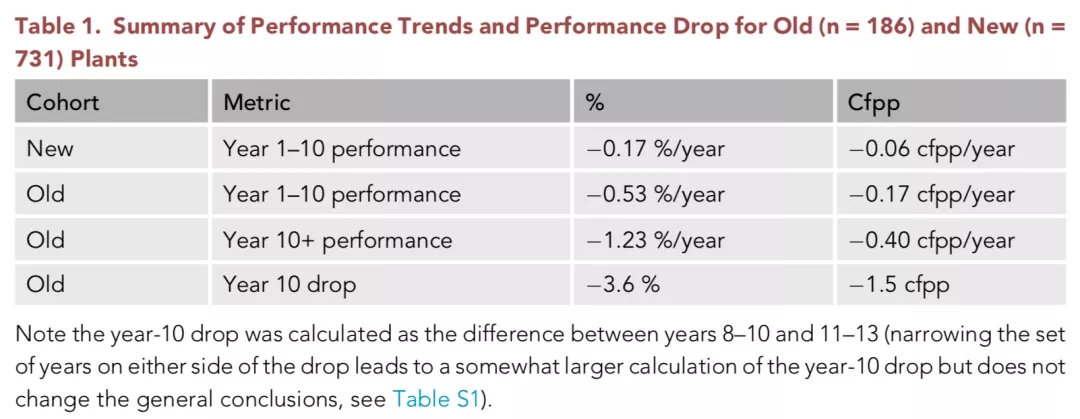 Table 1. Summary of Performance Trends and Performance Drop for Old (n = 186) and New (n =
731) Plants
Cohort Metric % Cfpp
New Year 1–10 performance −0.17 %/year −0.06 cfpp/year
Old Year 1–10 performance −0.53 %/year −0.17 cfpp/year
Old Year 10+ performance −1.23 %/year −0.40 cfpp/year
Old Year 10 drop −3.6 % −1.5 cfpp
Note the year-10 drop was calculated as the difference between years 8–10 and 11–13 (narrowing the set
of years on either side of the drop leads to a somewhat larger calculation of the year-10 drop but does not
change the general conclusions, see Table S1).